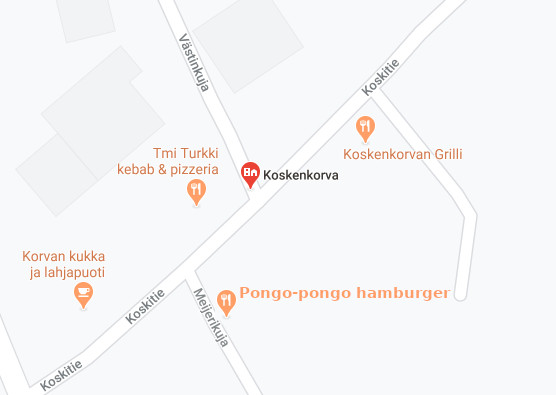 Västinkuja
Koskitie
Tmi Turkki
kebab & pizzeria
Koskenkorvan Grilli
Koskenkorva
Korvan kukka
ja lahjapuoti
Pongo-pongo hamburger
Koskitie
Meijerikuja
Koskitie